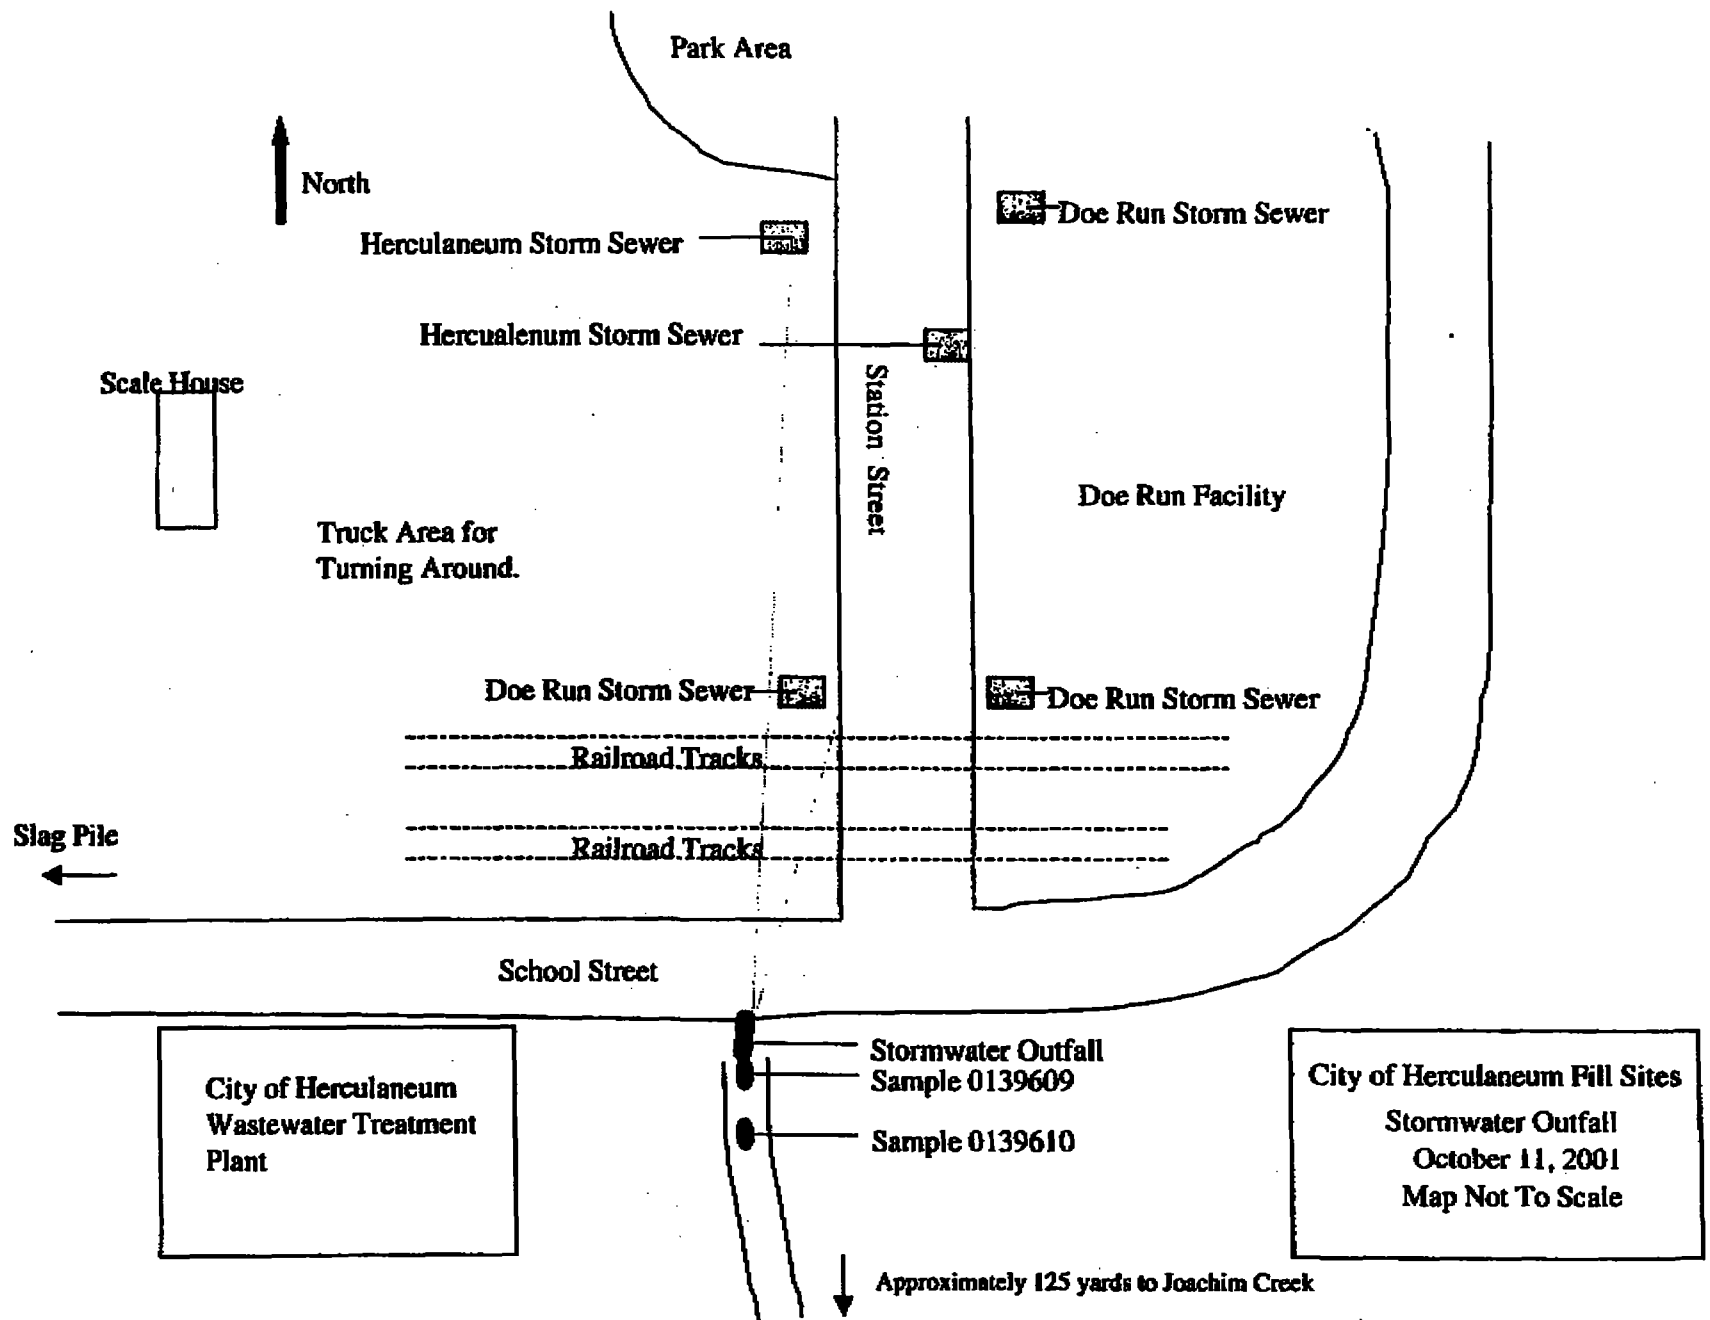 Park Area
North
Doe Run Storm Sewer
Herculaneum Storm Sewer
Hercualenum Storm Sewer
Scale House
Station Street
Doe Run Facility
Truck Area for
Turning Around.
Doe Run Storm Sewer
Doe Run Storm Sewer
Railroad Tracks
Slag Pile
Railroad Tracks
School Street
Stormwater Outfall
Sample 0139609
Sample 0139610
City of Herculaneum
Wastewater Treatment
Plant
City of Herculaneum Fill Sites
Stormwater Outfall
October 11, 2001
Map Not To Scale
Approximately 125 yards to Joachim Creek